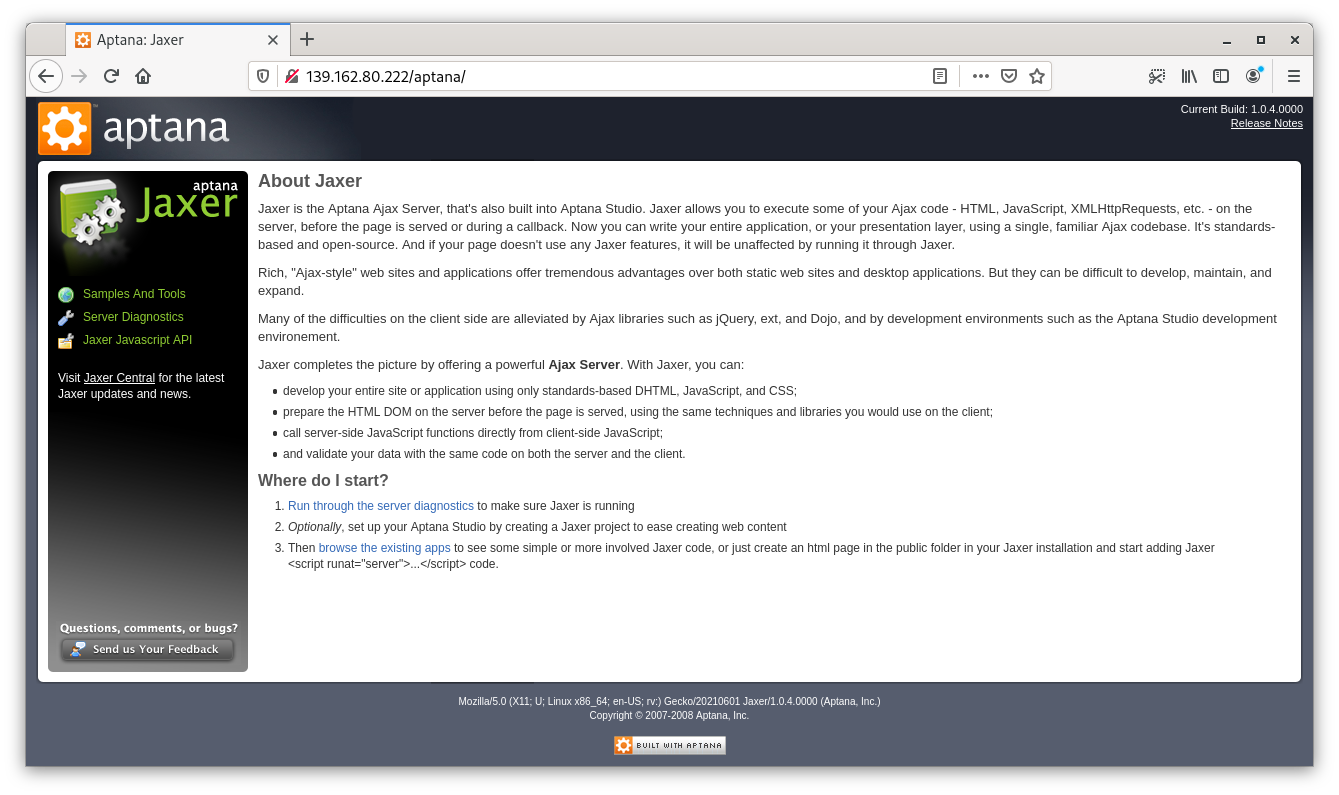 Aptana: Jaxer
139.162.80.222/aptana/
aptana
Current Build: 1.0.4.0000
Release Notes
aptana
Jaxer
Samples And Tools
Server Diagnostics
Jaxer Javascript API
Visit Jaxer Central for the latest
Jaxer updates and news.
Questions, comments, or bugs?
Send us Your Feedback
About Jaxer
Jaxer is the Aptana Ajax Server, that's also built into Aptana Studio. Jaxer allows you to execute some of your Ajax code - HTML, JavaScript, XMLHttpRequests, etc. - on the
server, before the page is served or during a callback. Now you can write your entire application, or your presentation layer, using a single, familiar Ajax codebase. It's standards-
based and open-source. And if your page doesn't use any Jaxer features, it will be unaffected by running it through Jaxer.
Rich, "Ajax-style" web sites and applications offer tremendous advantages over both static web sites and desktop applications. But they can be difficult to develop, maintain, and
expand.
Many of the difficulties on the client side are alleviated by Ajax libraries such as jQuery, ext, and Dojo, and by development environments such as the Aptana Studio development
environement.
Jaxer completes the picture by offering a powerful Ajax Server. With Jaxer, you can:
• develop your entire site or application using only standards-based DHTML, JavaScript, and CSS;
• prepare the HTML DOM on the server before the page is served, using the same techniques and libraries you would use on the client;
• call server-side JavaScript functions directly from client-side JavaScript;
• and validate your data with the same code on both the server and the client.
Where do I start?
1. Run through the server diagnostics to make sure Jaxer is running
2. Optionally, set up your Aptana Studio by creating a Jaxer project to ease creating web content
3. Then browse the existing apps to see some simple or more involved Jaxer code, or just create an html page in the public folder in your Jaxer installation and start adding Jaxer
<script runat="server">...</script> code.
Mozilla/5.0 (X11; U; Linux x86_64; en-US; rv:) Gecko/20210601 Jaxer/1.0.4.0000 (Aptana, Inc.)
Copyright © 2007-2008 Aptana, Inc.
BUILT WITH APTANA